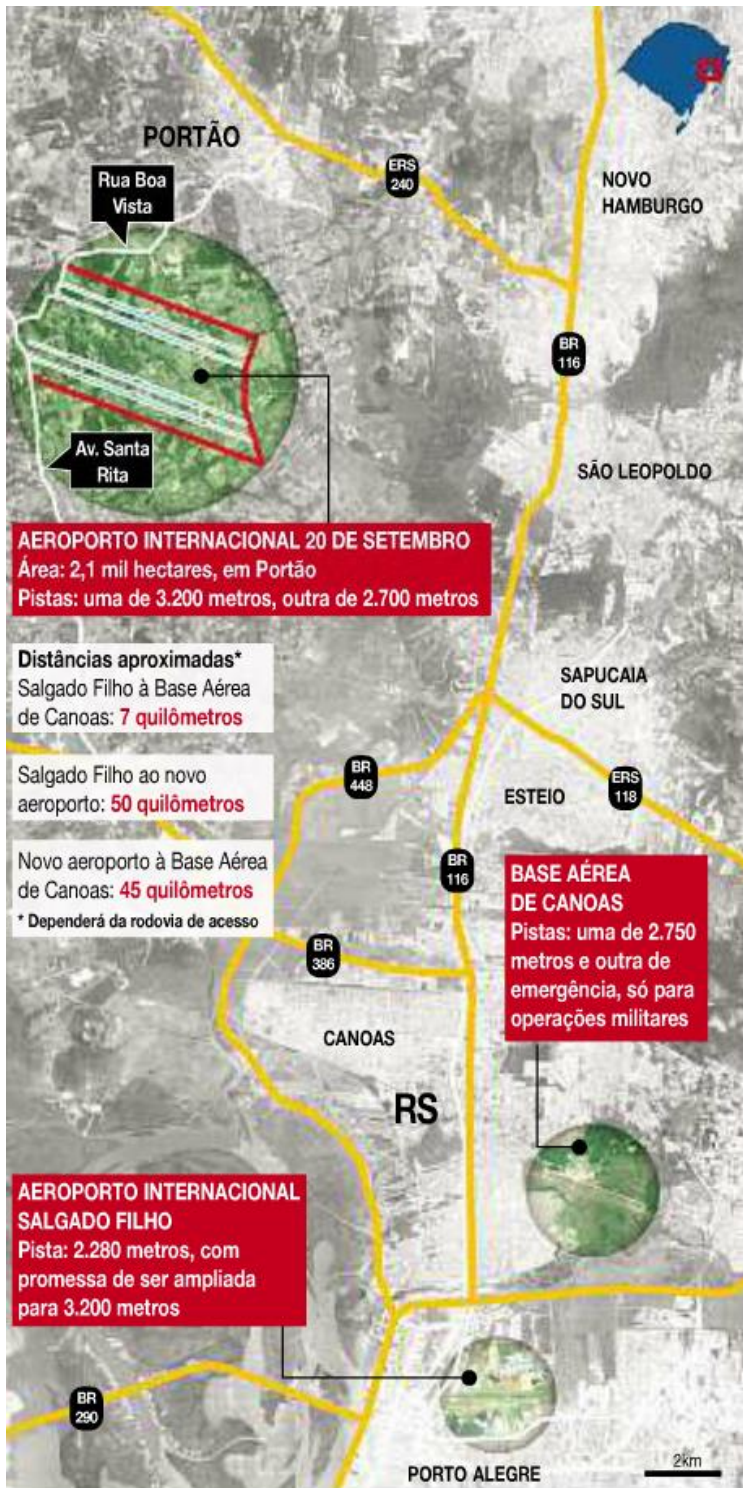 PORTÃO
Rua Boa
Vista
ERS
240
NOVO
HAMBURGO
BR
116
Av. Santa
Rita
SÃO LEOPOLDO
AEROPORTO INTERNACIONAL 20 DE SETEMBRO
Área: 2,1 mil hectares, em Portão
Pistas: uma de 3.200 metros, outra de 2.700 metros
Distâncias aproximadas*
Salgado Filho à Base Aérea
de Canoas: 7 quilômetros
SAPUCAIA
DO SUL
BR
448
Salgado Filho ao novo
aeroporto: 50 quilômetros
ESTEIO
ERS
118
Novo aeroporto à Base Aérea
de Canoas: 45 quilômetros
* Dependerá da rodovia de acesso
BR
116
BASE AÉREA
DE CANOAS
Pistas: uma de 2.750
metros e outra de
emergência, só para
operações militares
BR
386
CANOAS
RS
AEROPORTO INTERNACIONAL
SALGADO FILHO
Pista: 2.280 metros, com
promessa de ser ampliada
para 3.200 metros
BR
290
PORTO ALEGRE
2km